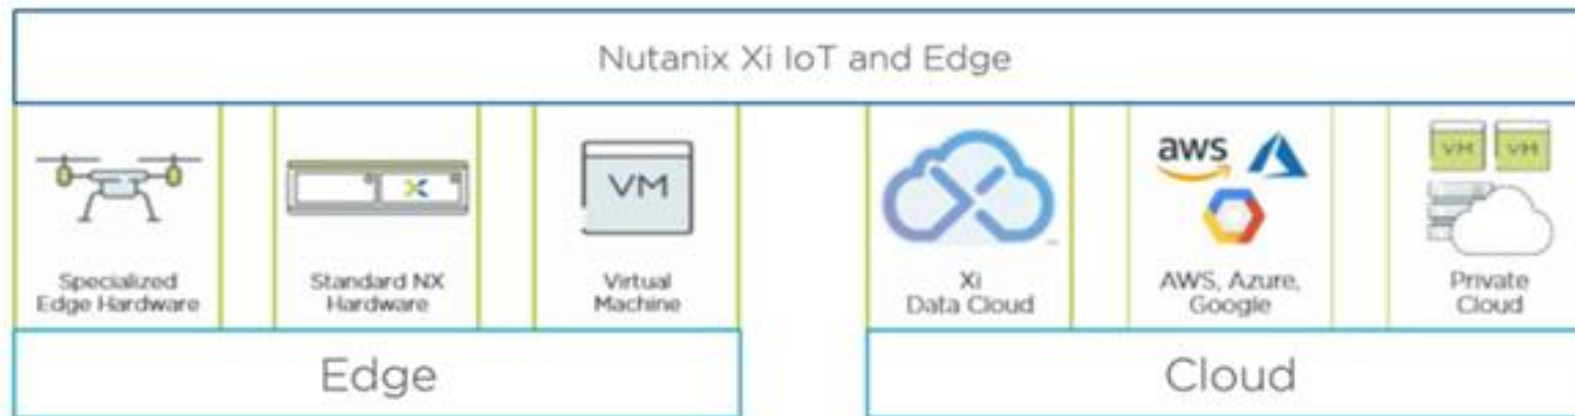 Nutanix Xi IoT and Edge
aws
VM
VM
VM
Specialized
Edge Hardware
Standard NX
Hardware
Virtual
Machine
Xi
Data Cloud
AWS, Azure,
Google
Private
Cloud
Edge
Cloud